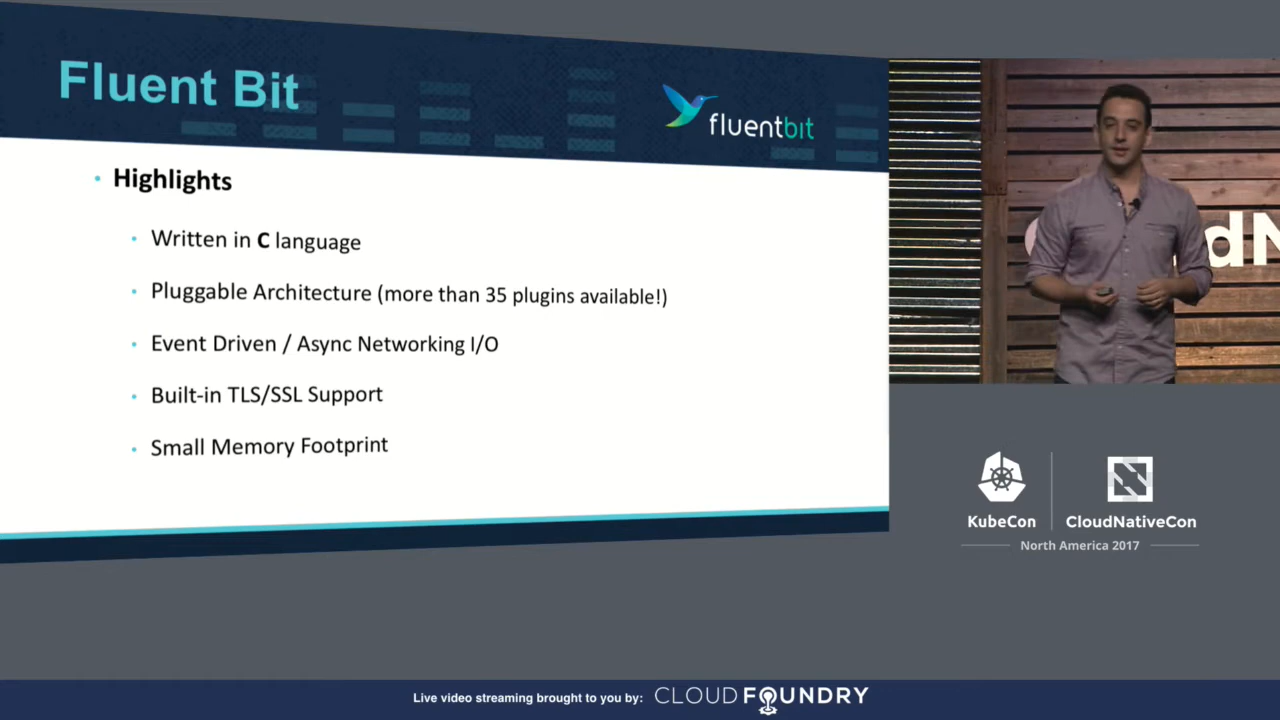 Fluent Bit
fluentbit
Highlights
Written in C language
Pluggable Architecture (more than 35 plugins available!)
Event Driven / Async Networking I/O
Built-in TLS/SSL Support
Small Memory Footprint
KubeCon
CloudNativeCon
North America 2017
Live video streaming brought to you by: CLOUD FOUNDRY